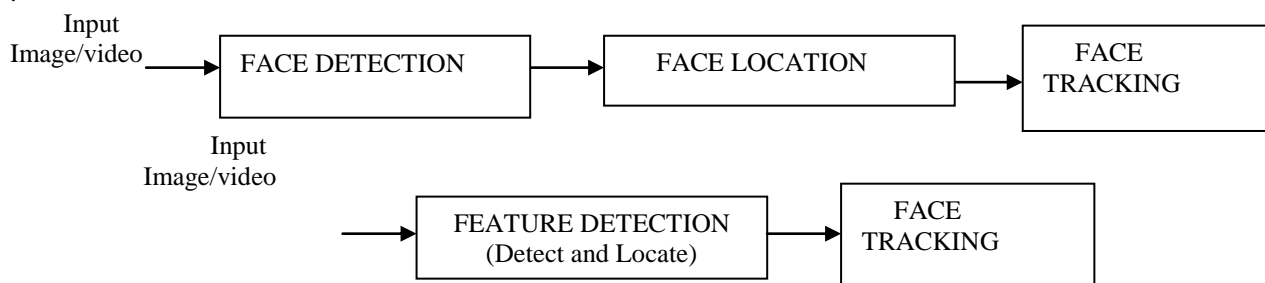 Input
Image/video
FACE DETECTION
FACE LOCATION
FACE
TRACKING
Input
Image/video
FEATURE DETECTION
(Detect and Locate)
FACE
TRACKING